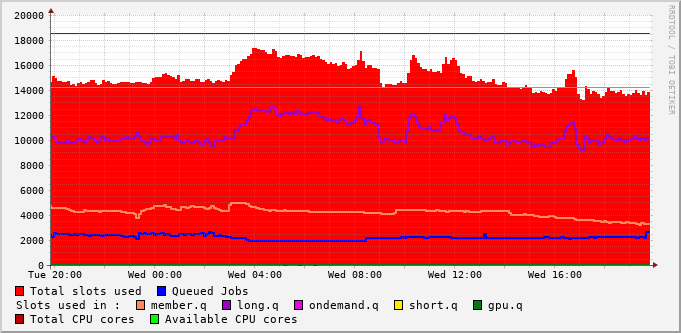 20000
18000
16000
14000
12000
10000
8000
6000
4000
2000
0
Tue 20:00 Wed 00:00 Wed 04:00 Wed 08:00 Wed 12:00 Wed 16:00
Total slots used Queued Jobs
Slots used in : member.q long.q ondemand.q short.q gpu.q
Total CPU cores Available CPU cores
RRDTOOL / TOBI OETIKER